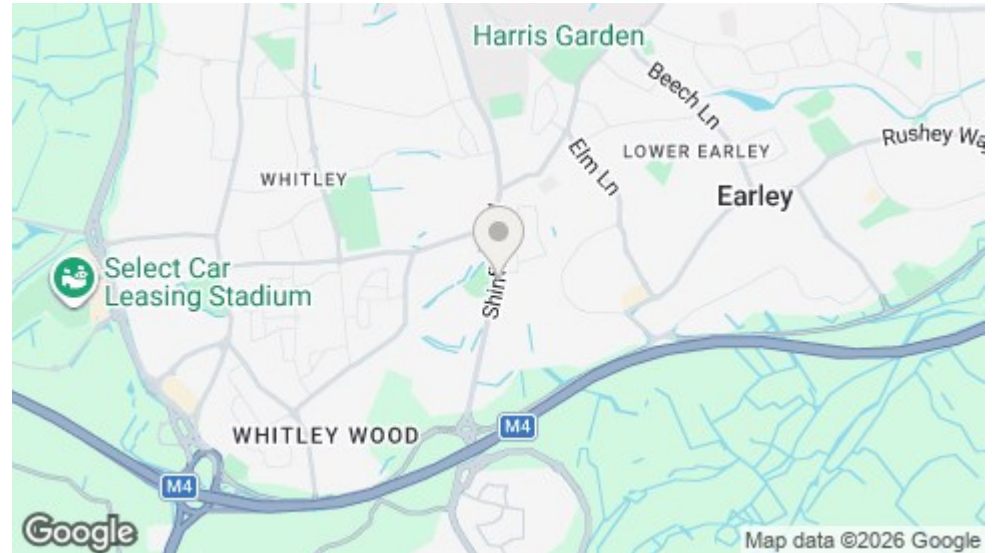 Harris Garden
Beech Ln
Rushey Wa
LOWER EARLEY
Elm Ln
WHITLEY
Earley
Select Car
Leasing Stadium
WHITLEY WOOD
M4
M4
Google
Map data ©2026 Google